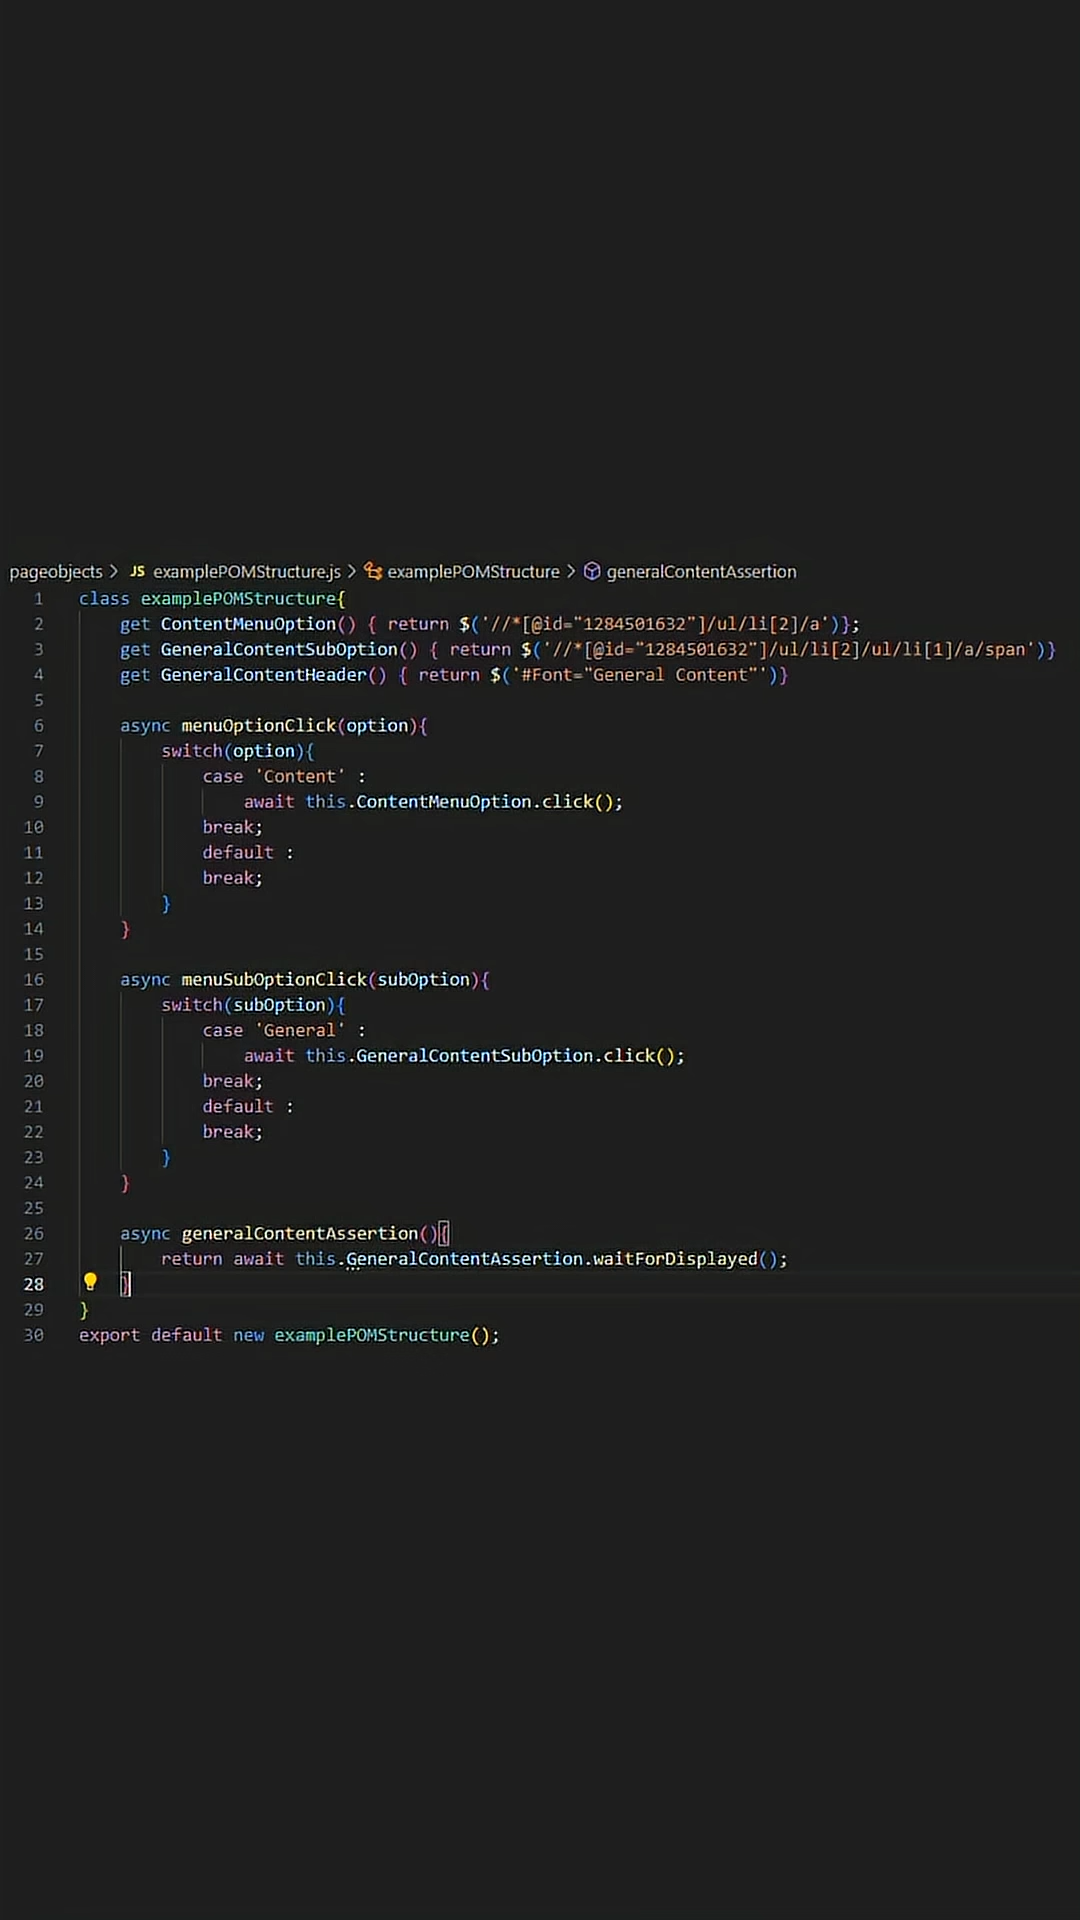 pageobjects > JS examplePOMStructure.js > examplePOMStructure > generalContentAssertion
1 class examplePOMStructure{
2 get ContentMenuOption() { return $('//*[@id="1284501632"]/ul/li[2]/a')};
3 get GeneralContentSubOption() { return $('//*[@id="1284501632"]/ul/li[2]/ul/li[1]/a/span')}
4 get GeneralContentHeader() { return $('#Font="General Content"')}
5
6 async menuOptionClick(option){
7 switch(option){
8 case 'Content' :
9 await this.ContentMenuOption.click();
10 break;
11 default :
12 break;
13 }
14 }
15
16 async menuSubOptionClick(subOption){
17 switch(subOption){
18 case 'General' :
19 await this.GeneralContentSubOption.click();
20 break;
21 default :
22 break;
23 }
24 }
25
26 async generalContentAssertion(){
27 return await this.GeneralContentAssertion.waitForDisplayed();
28 }
29 }
30 export default new examplePOMStructure();